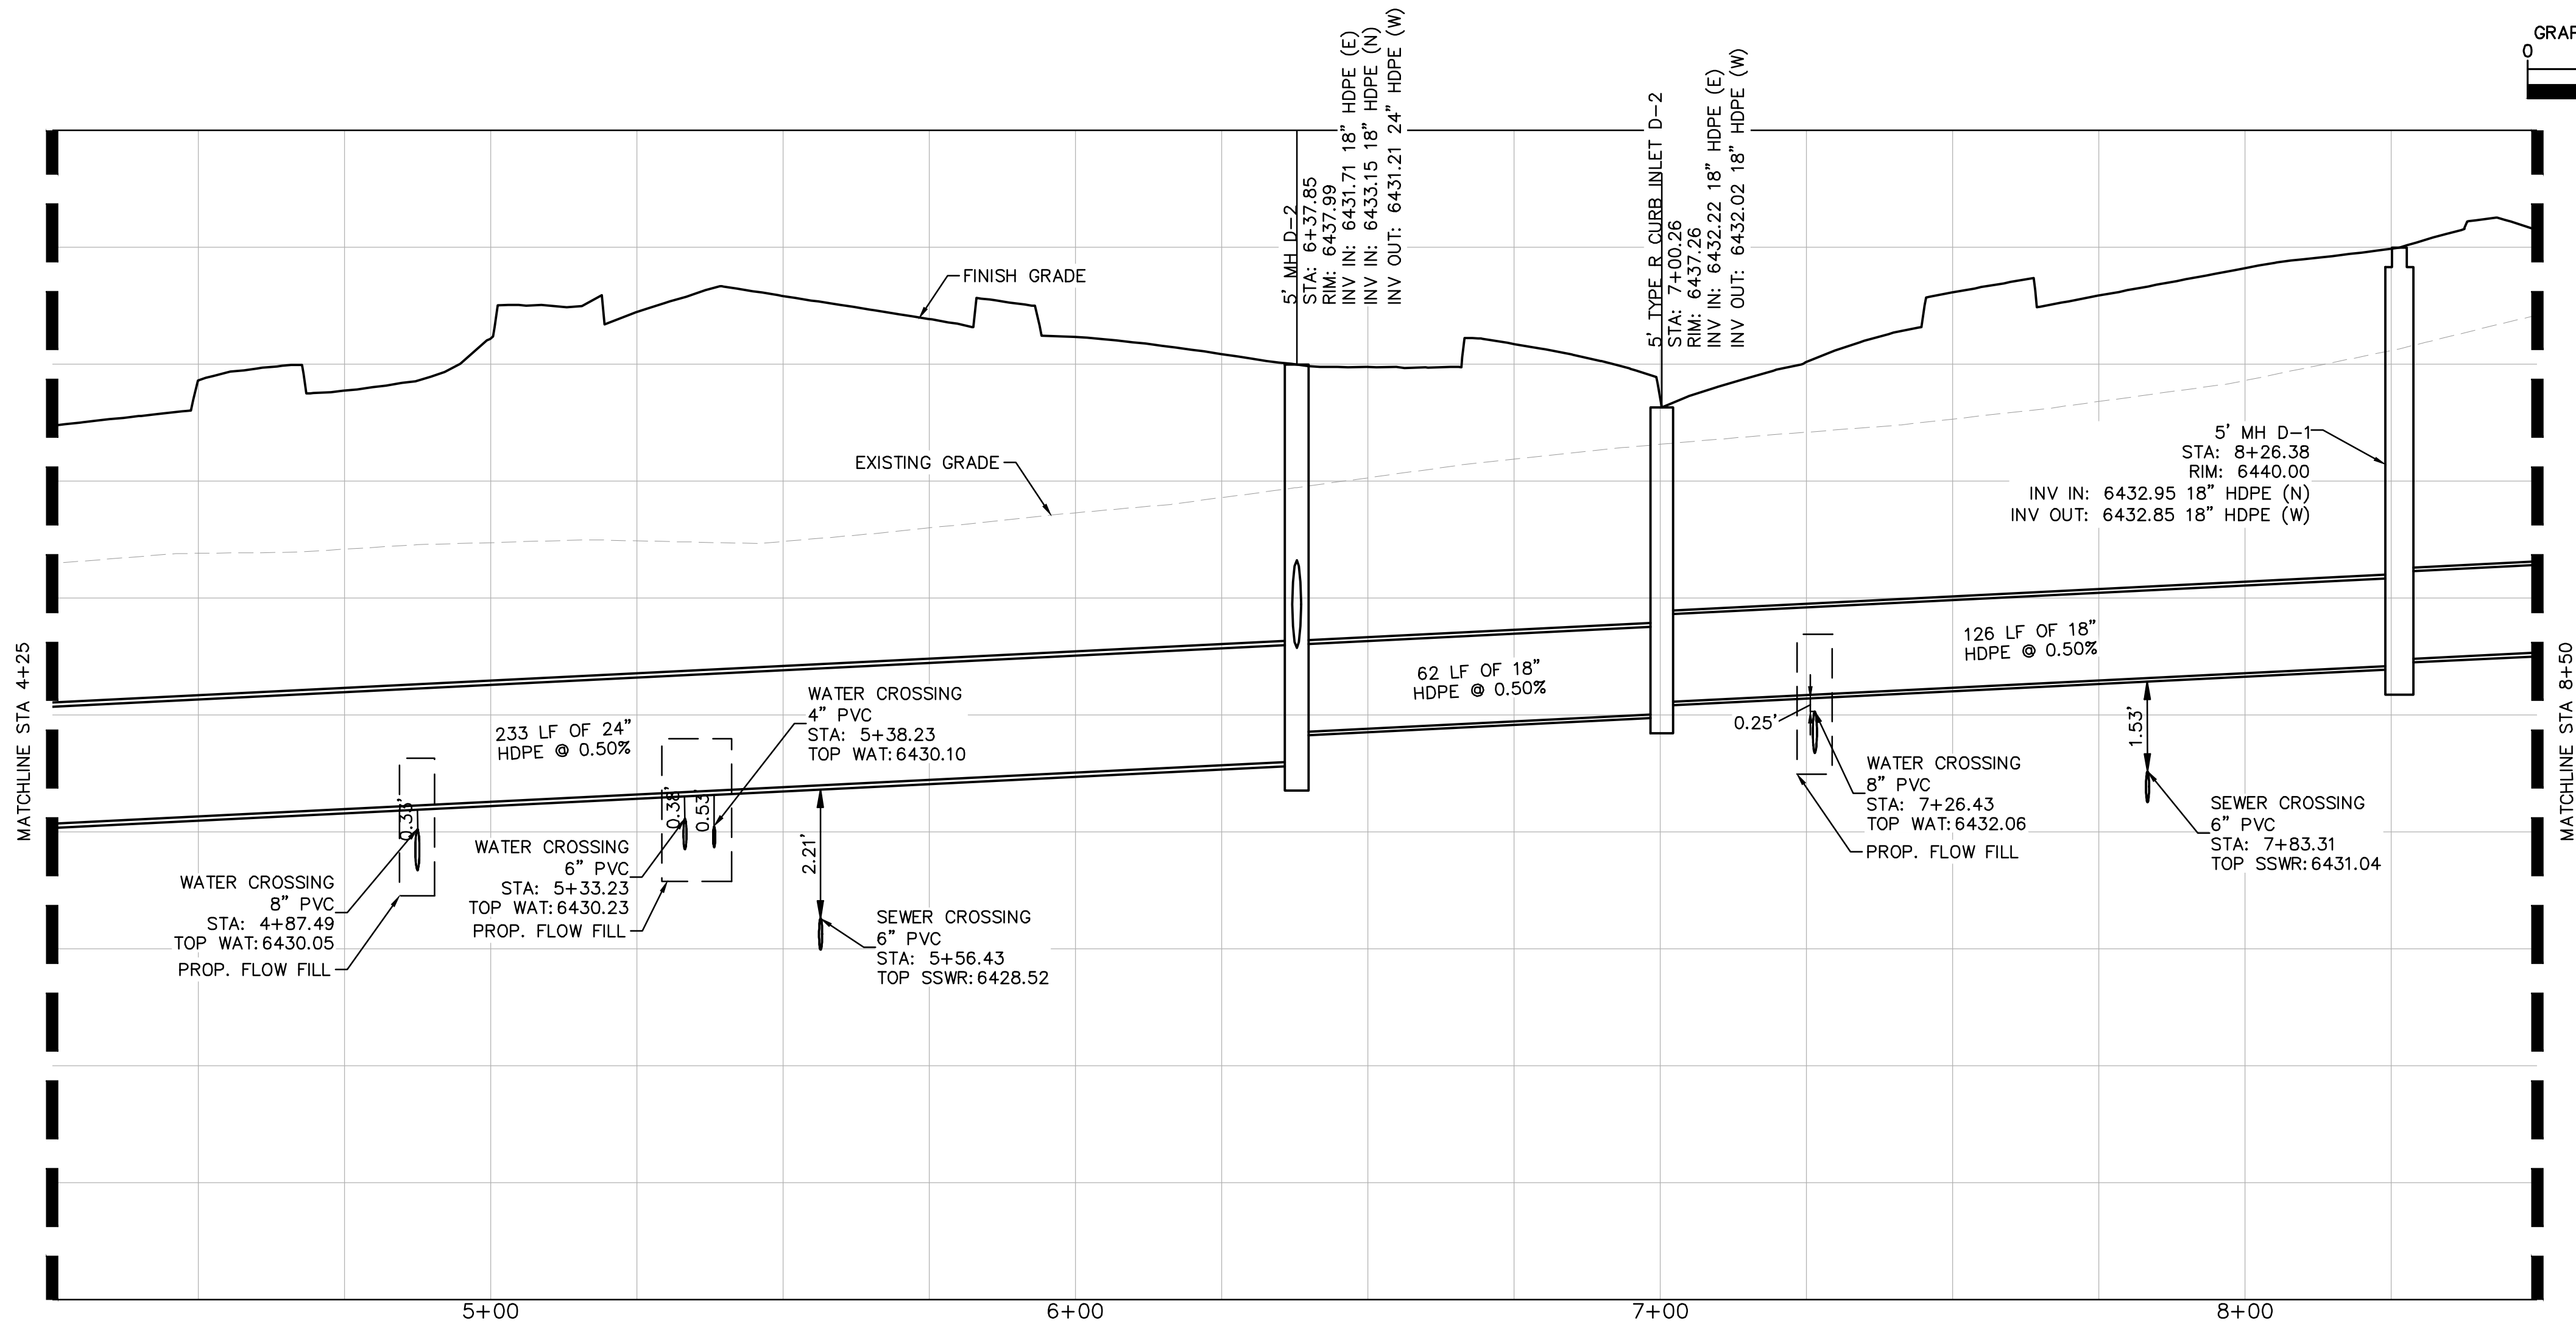 GRAP
0
5' MH D-2
STA: 6+37.85
RIM: 6437.99
INV IN: 6431.71 18" HDPE (E)
INV IN: 6433.15 18" HDPE (N)
INV OUT: 6431.21 24" HDPE (W)
5' TYPE R CURB INLET D-2
STA: 7+00.26
RIM: 6437.26
INV IN: 6432.22 18" HDPE (E)
INV OUT: 6432.02 18" HDPE (W)
FINISH GRADE
EXISTING GRADE
5' MH D-1
STA: 8+26.38
RIM: 6440.00
INV IN: 6432.95 18" HDPE (N)
INV OUT: 6432.85 18" HDPE (W)
MATCHLINE STA 4+25
MATCHLINE STA 8+50
233 LF OF 24"
HDPE @ 0.50%
62 LF OF 18"
HDPE @ 0.50%
126 LF OF 18"
HDPE @ 0.50%
WATER CROSSING
4" PVC
STA: 5+38.23
TOP WAT:6430.10
0.33'
0.38'
0.53'
2.21'
0.25'
1.53'
WATER CROSSING
8" PVC
STA: 4+87.49
TOP WAT:6430.05
PROP. FLOW FILL
WATER CROSSING
6" PVC
STA: 5+33.23
TOP WAT:6430.23
PROP. FLOW FILL
SEWER CROSSING
6" PVC
STA: 5+56.43
TOP SSWR:6428.52
WATER CROSSING
8" PVC
STA: 7+26.43
TOP WAT:6432.06
PROP. FLOW FILL
SEWER CROSSING
6" PVC
STA: 7+83.31
TOP SSWR:6431.04
5+00
6+00
7+00
8+00